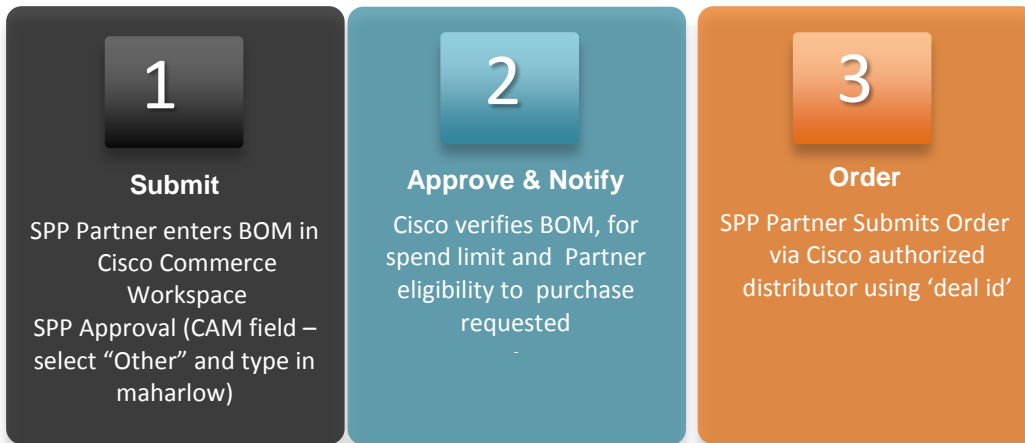 1
Submit
SPP Partner enters BOM in
Cisco Commerce
Workspace
SPP Approval (CAM field –
select “Other” and type in
maharlow)
2
Approve & Notify
Cisco verifies BOM, for
spend limit and Partner
eligibility to purchase
requested
-
3
Order
SPP Partner Submits Order
via Cisco authorized
distributor using ‘deal id’